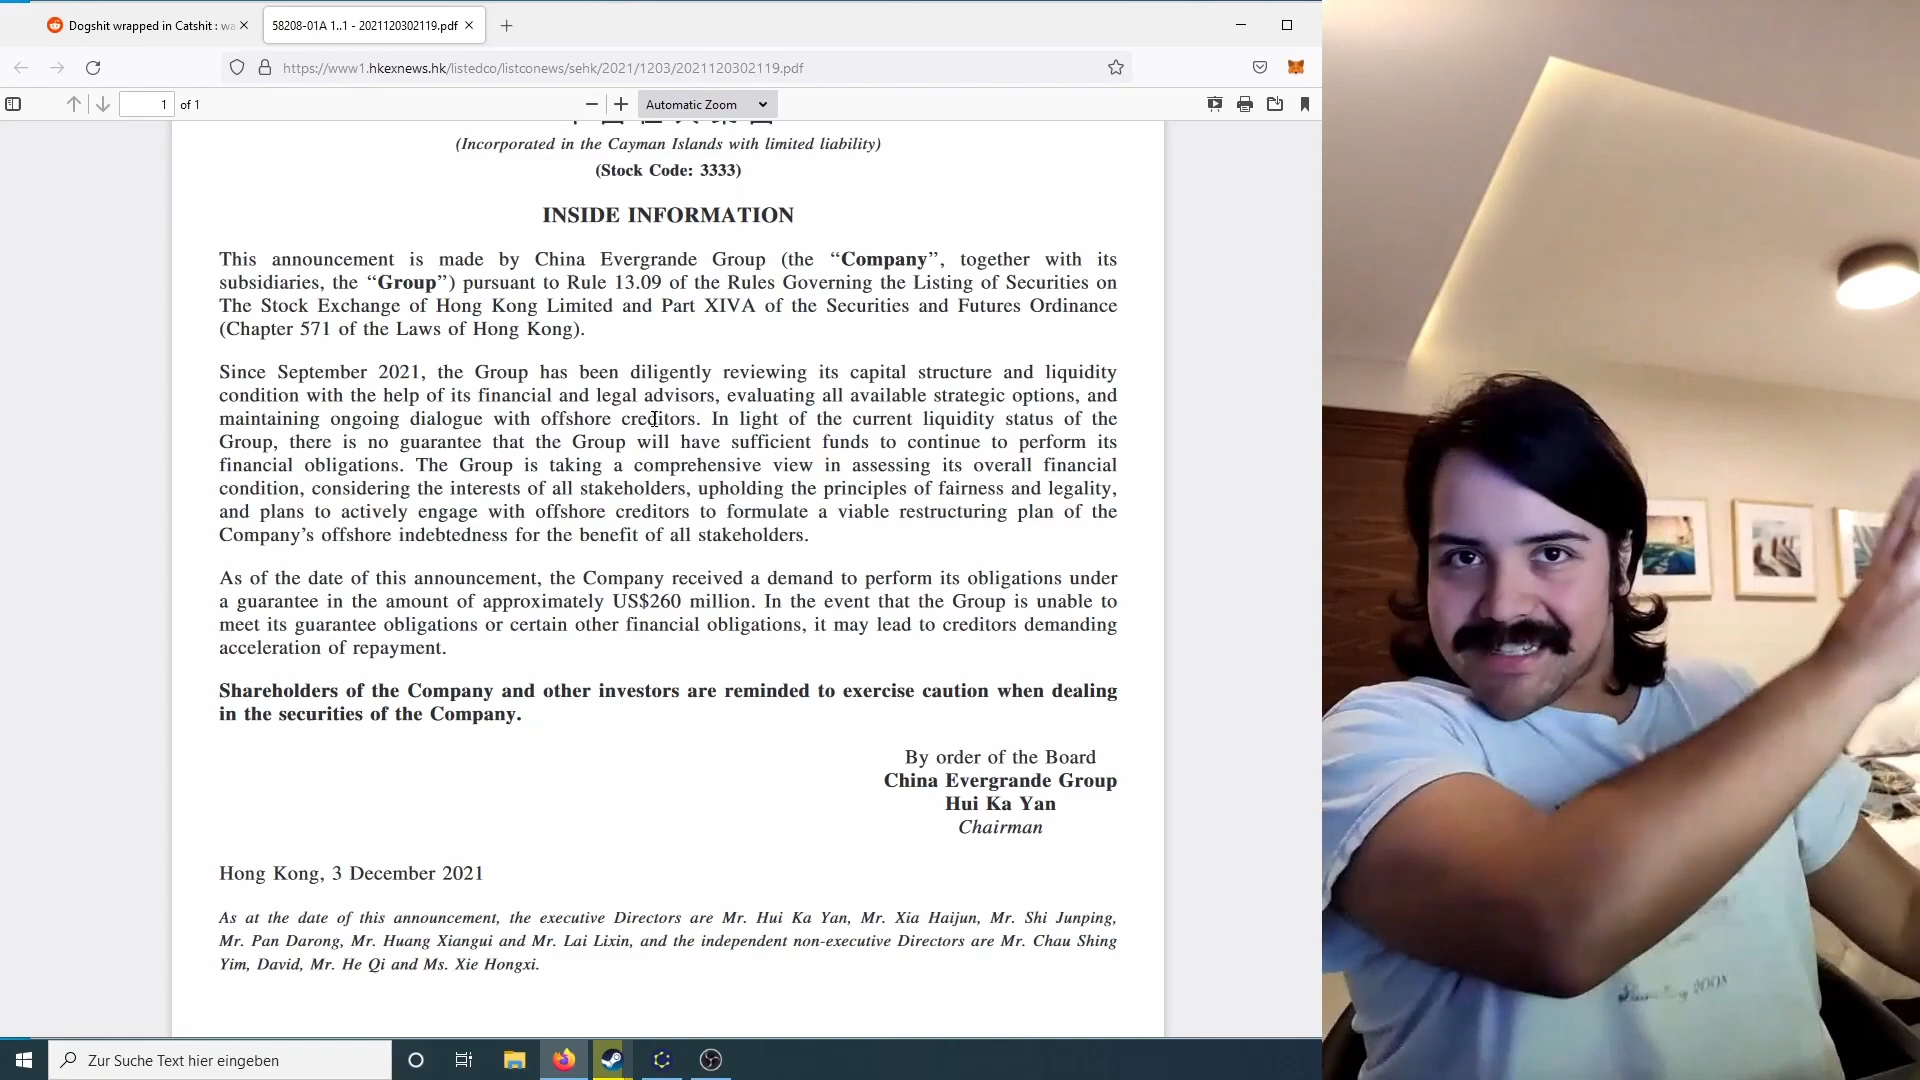 Dogshit wrapped in Catshit : wa
58208-01A 1..1 - 2021120302119.pdf
https://www1.hkexnews.hk/listedco/listconews/sehk/2021/1203/2021120302119.pdf
1 of 1
Automatic Zoom
(Incorporated in the Cayman Islands with limited liability)
(Stock Code: 3333)
INSIDE INFORMATION
This announcement is made by China Evergrande Group (the “Company”, together with its
subsidiaries, the “Group”) pursuant to Rule 13.09 of the Rules Governing the Listing of Securities on
The Stock Exchange of Hong Kong Limited and Part XIVA of the Securities and Futures Ordinance
(Chapter 571 of the Laws of Hong Kong).
Since September 2021, the Group has been diligently reviewing its capital structure and liquidity
condition with the help of its financial and legal advisors, evaluating all available strategic options, and
maintaining ongoing dialogue with offshore creditors. In light of the current liquidity status of the
Group, there is no guarantee that the Group will have sufficient funds to continue to perform its
financial obligations. The Group is taking a comprehensive view in assessing its overall financial
condition, considering the interests of all stakeholders, upholding the principles of fairness and legality,
and plans to actively engage with offshore creditors to formulate a viable restructuring plan of the
Company’s offshore indebtedness for the benefit of all stakeholders.
As of the date of this announcement, the Company received a demand to perform its obligations under
a guarantee in the amount of approximately US$260 million. In the event that the Group is unable to
meet its guarantee obligations or certain other financial obligations, it may lead to creditors demanding
acceleration of repayment.
Shareholders of the Company and other investors are reminded to exercise caution when dealing
in the securities of the Company.
By order of the Board
China Evergrande Group
Hui Ka Yan
Chairman
Hong Kong, 3 December 2021
As at the date of this announcement, the executive Directors are Mr. Hui Ka Yan, Mr. Xia Haijun, Mr. Shi Junping,
Mr. Pan Darong, Mr. Huang Xiangui and Mr. Lai Lixin, and the independent non-executive Directors are Mr. Chau Shing
Yim, David, Mr. He Qi and Ms. Xie Hongxi.
Zur Suche Text hier eingeben